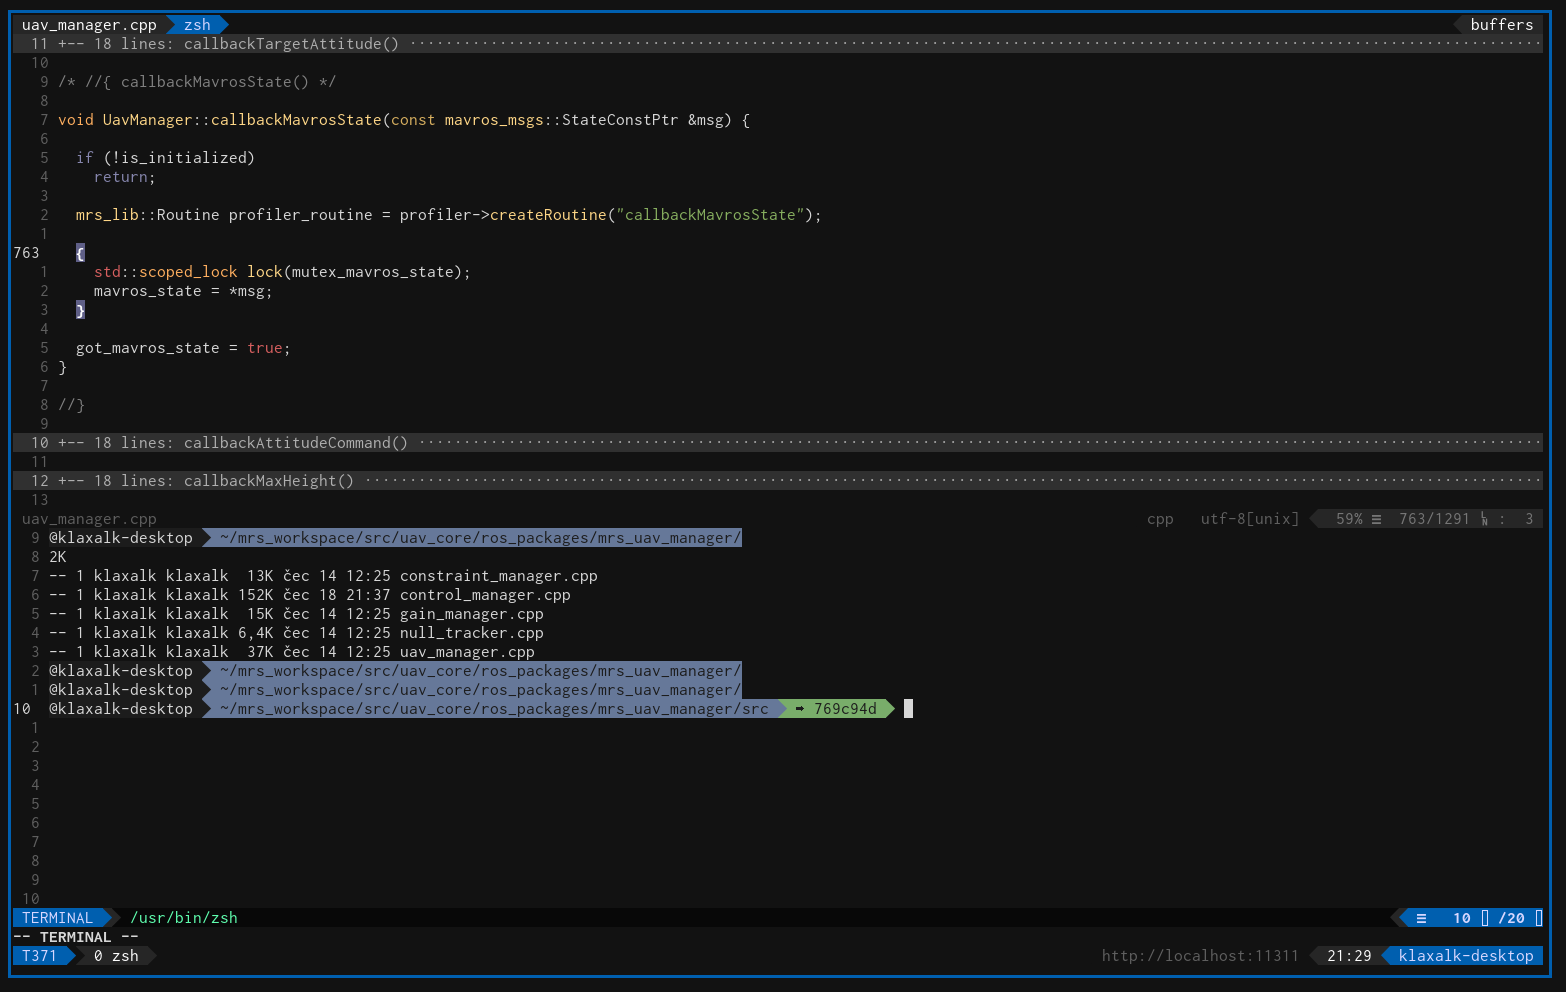 uav_manager.cpp zsh buffers
11 +-- 18 lines: callbackTargetAttitude() ························································
10
9 /* //{ callbackMavrosState() */
8
7 void UavManager::callbackMavrosState(const mavros_msgs::StateConstPtr &msg) {
6
5   if (!is_initialized)
4     return;
3
2   mrs_lib::Routine profiler_routine = profiler->createRoutine("callbackMavrosState");
1
763   {
1     std::scoped_lock lock(mutex_mavros_state);
2     mavros_state = *msg;
3   }
4
5   got_mavros_state = true;
6 }
7
8 //}
9
10 +-- 18 lines: callbackAttitudeCommand() ························································
11
12 +-- 18 lines: callbackMaxHeight() ························································
13
uav_manager.cpp cpp utf-8[unix] 59% ≡ 763/1291 ㏑ : 3
9 @klaxalk-desktop ~/mrs_workspace/src/uav_core/ros_packages/mrs_uav_manager/
8 2K
7 -- 1 klaxalk klaxalk  13K čec 14 12:25 constraint_manager.cpp
6 -- 1 klaxalk klaxalk 152K čec 18 21:37 control_manager.cpp
5 -- 1 klaxalk klaxalk  15K čec 14 12:25 gain_manager.cpp
4 -- 1 klaxalk klaxalk 6,4K čec 14 12:25 null_tracker.cpp
3 -- 1 klaxalk klaxalk  37K čec 14 12:25 uav_manager.cpp
2 @klaxalk-desktop ~/mrs_workspace/src/uav_core/ros_packages/mrs_uav_manager/
1 @klaxalk-desktop ~/mrs_workspace/src/uav_core/ros_packages/mrs_uav_manager/
10 @klaxalk-desktop ~/mrs_workspace/src/uav_core/ros_packages/mrs_uav_manager/src ➡ 769c94d
1
2
3
4
5
6
7
8
9
10
TERMINAL /usr/bin/zsh ≡ 10 /20
-- TERMINAL --
T371 0 zsh http://localhost:11311 21:29 klaxalk-desktop